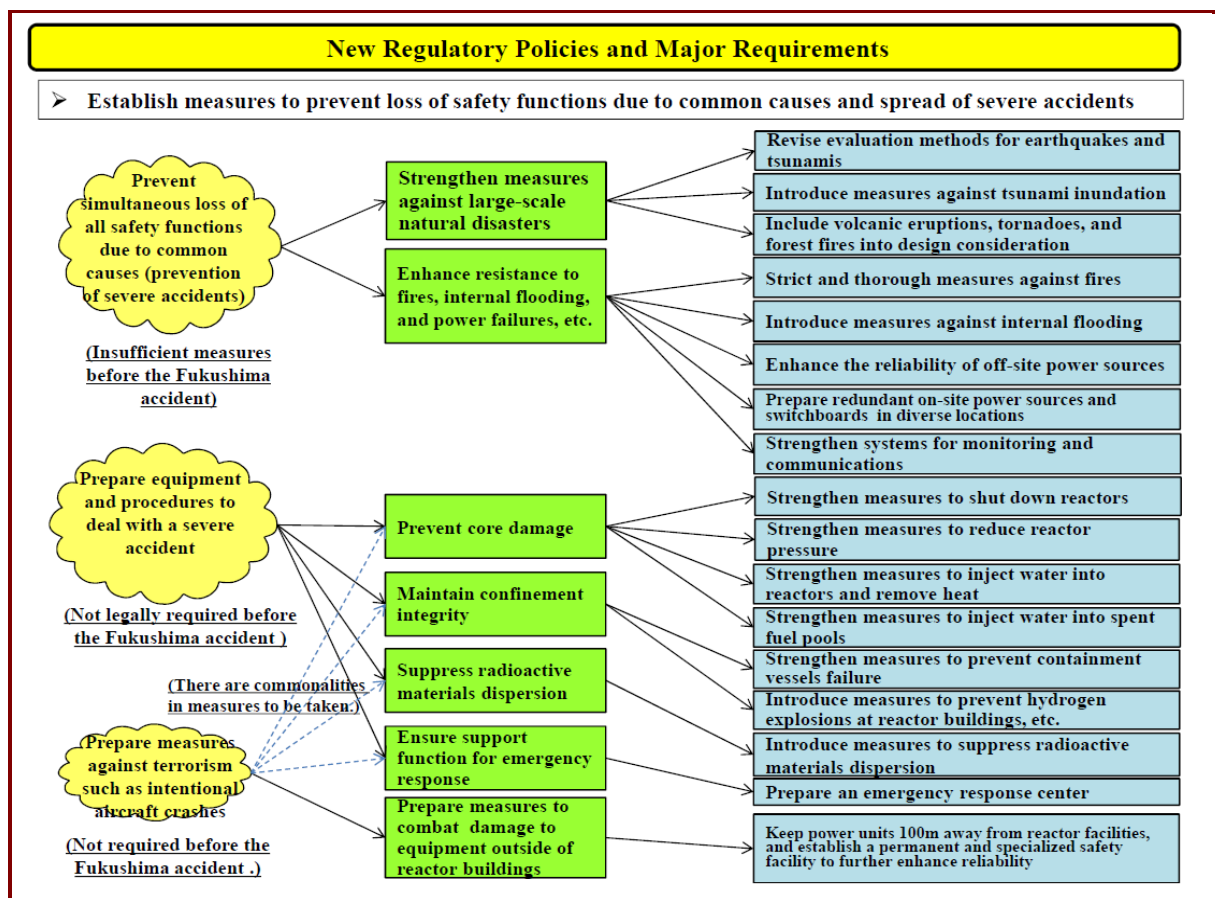 New Regulatory Policies and Major Requirements
➢ Establish measures to prevent loss of safety functions due to common causes and spread of severe accidents
Prevent
simultaneous loss of
all safety functions
due to common
causes (prevention
of severe accidents)
(Insufficient measures
before the Fukushima
accident)
Prepare equipment
and procedures to
deal with a severe
accident
(Not legally required before
the Fukushima accident )
(There are commonalities
in measures to be taken.)
Prepare measures
against terrorism
such as intentional
aircraft crashes
(Not required before the
Fukushima accident .)
Strengthen measures
against large-scale
natural disasters
Enhance resistance to
fires, internal flooding,
and power failures, etc.
Prevent core damage
Maintain confinement
integrity
Suppress radioactive
materials dispersion
Ensure support
function for emergency
response
Prepare measures to
combat damage to
equipment outside of
reactor buildings
Revise evaluation methods for earthquakes and
tsunamis
Introduce measures against tsunami inundation
Include volcanic eruptions, tornadoes, and
forest fires into design consideration
Strict and thorough measures against fires
Introduce measures against internal flooding
Enhance the reliability of off-site power sources
Prepare redundant on-site power sources and
switchboards in diverse locations
Strengthen systems for monitoring and
communications
Strengthen measures to shut down reactors
Strengthen measures to reduce reactor
pressure
Strengthen measures to inject water into
reactors and remove heat
Strengthen measures to inject water into spent
fuel pools
Strengthen measures to prevent containment
vessels failure
Introduce measures to prevent hydrogen
explosions at reactor buildings, etc.
Introduce measures to suppress radioactive
materials dispersion
Prepare an emergency response center
Keep power units 100m away from reactor facilities,
and establish a permanent and specialized safety
facility to further enhance reliability